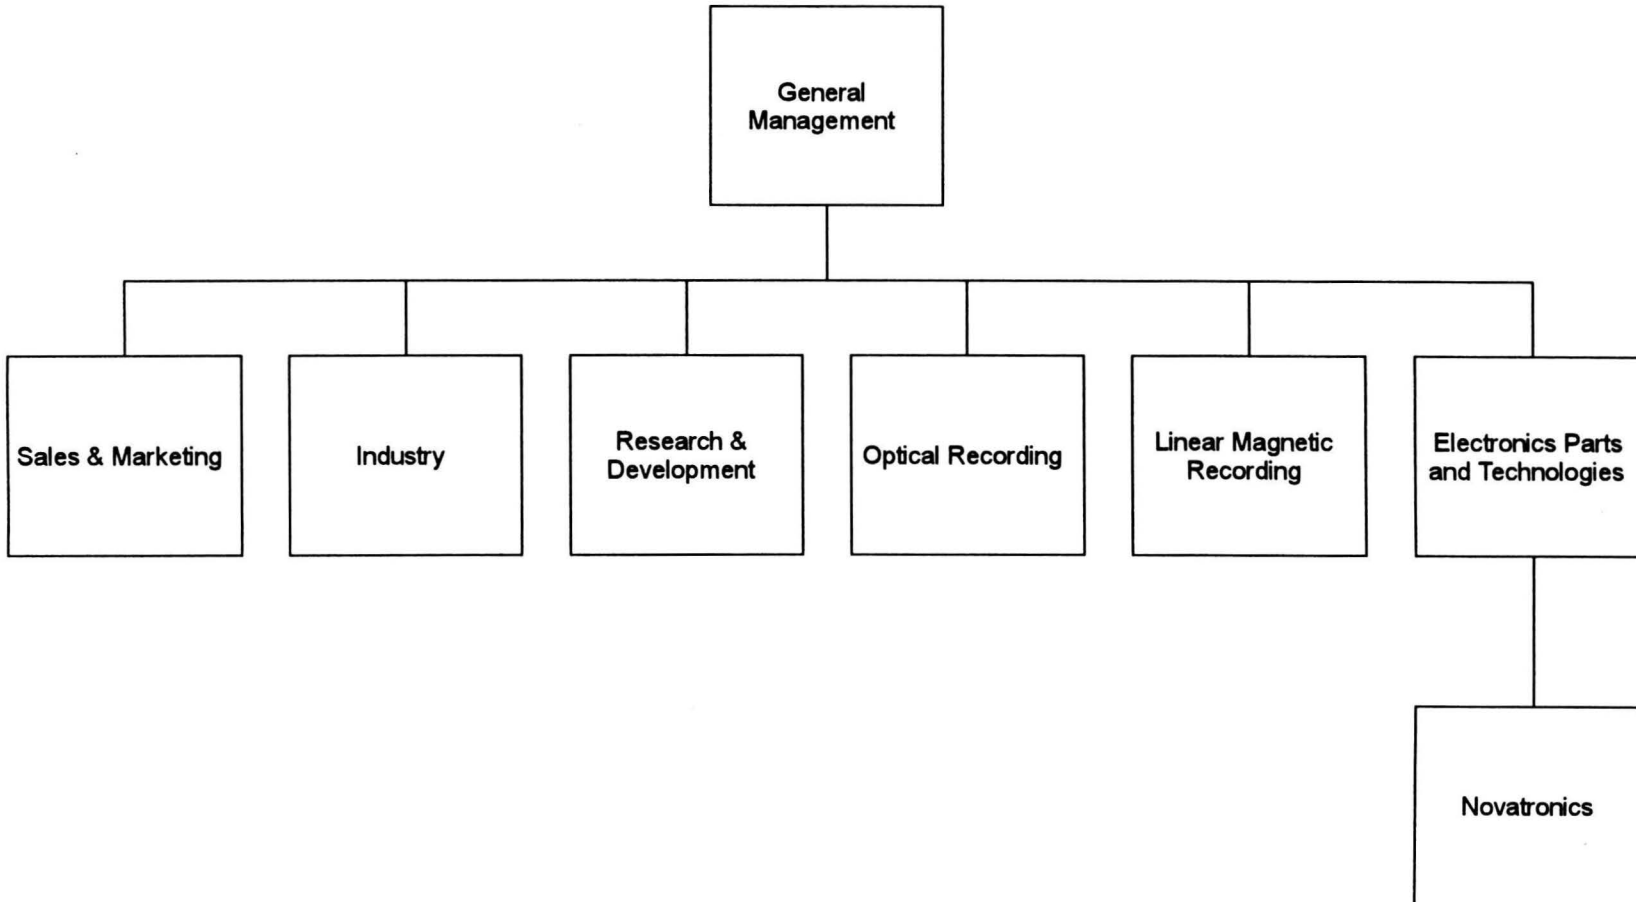 General
Management
Sales & Marketing
Industry
Research &
Development
Optical Recording
Linear Magnetic
Recording
Electronics Parts
and Technologies
Novatronics